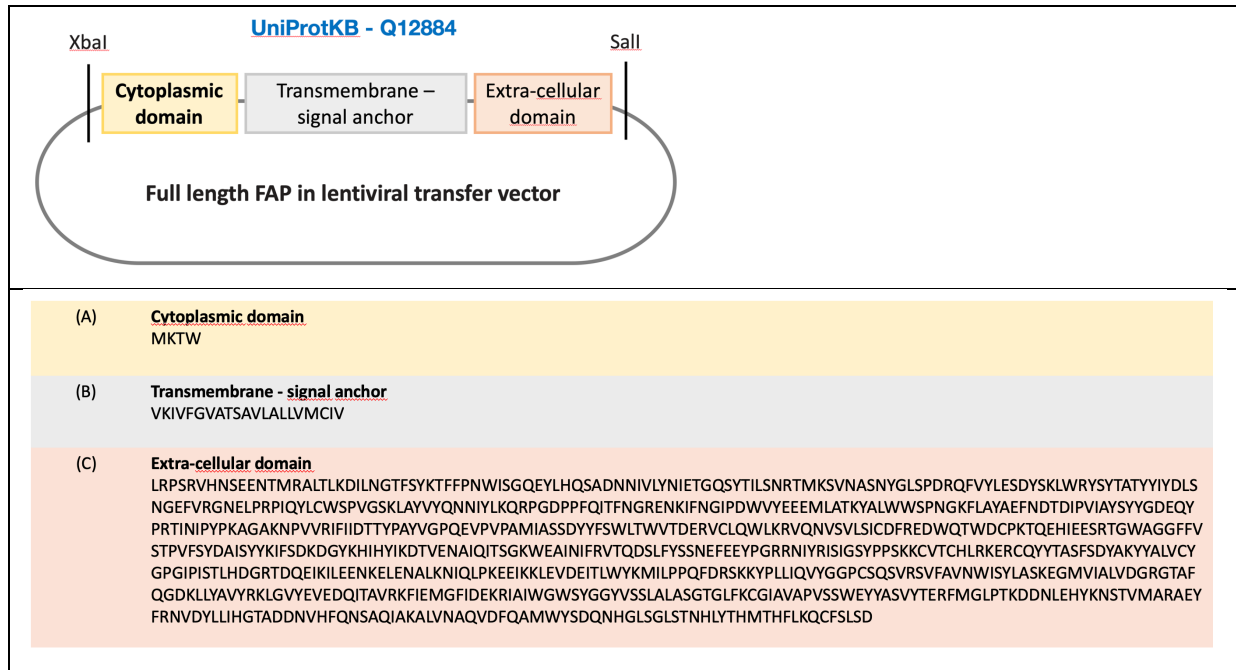 UniProtKB - Q12884
XbaI
SalI
Cytoplasmic
domain
Transmembrane –
signal anchor
Extra-cellular
domain
Full length FAP in lentiviral transfer vector
(A) Cytoplasmic domain
MKTW
(B) Transmembrane - signal anchor
VKIVFGVATSAVLALLVMCIV
(C) Extra-cellular domain
LRPSRVHNSEENTMRALTLKDILNGTFSYKTFFPNWISGQEYLHQSADNNIVLYNIETGQSYTILSNRTMKSVNASNYGLSPDRQFVYLESDYSKLWRYSYTATYYIYDLS
NGEFVRGNELPRPIQYLCWSPVGSKLAYVYQNNIYLKQRPGDPPFQITFNGRENKIFNGIPDWVYEEEMLATKYALWWSPNGKFLAYAEFNDTDIPVIAYSYYGDEQY
PRTINIPYPKAGAKNPVVRIFIIDTTYPAYVGPQEVPVPAMIASSDYYFSWLTWVTDERVCLQWLKRVQNVSVLSICDFREDWQTWDCPKTQEHIEESRTGWAGGFFV
STPVFSYDAISYYKIFSDKDGYKHIHYIKDTVENAIQITSGKWEAINIFRVTQDSLFYSSNEFEEYPGRRNIYRISIGSYPPSKKCVTCHLRKERCQYYTASFSDYAKYYALVCY
GPGIPISTLHDGRTDQEIKILEENKELENALKNIQLPKEEIKKLEVDEITLWYKMILPPQFDRSKKYPLLIQVYGGPCSQSVRSVFAVNWISYLASKEGMVIALVDGRGTAF
QGDKLLYAVYRKLGVYEVEDQITAVRKFIEMGFIDEKRIAIWGWSYGGYVSSLALASGTGLFKCGIAVAPVSSWEYYASVYTERFMGLPTKDDNLEHYKNSTVMARAEY
FRNVDYLLIHGTADDNVHFQNSAQIAKALVNAQVDFQAMWYSDQNHGLSGLSTNHLYTHMTHFLKQCFSLSD